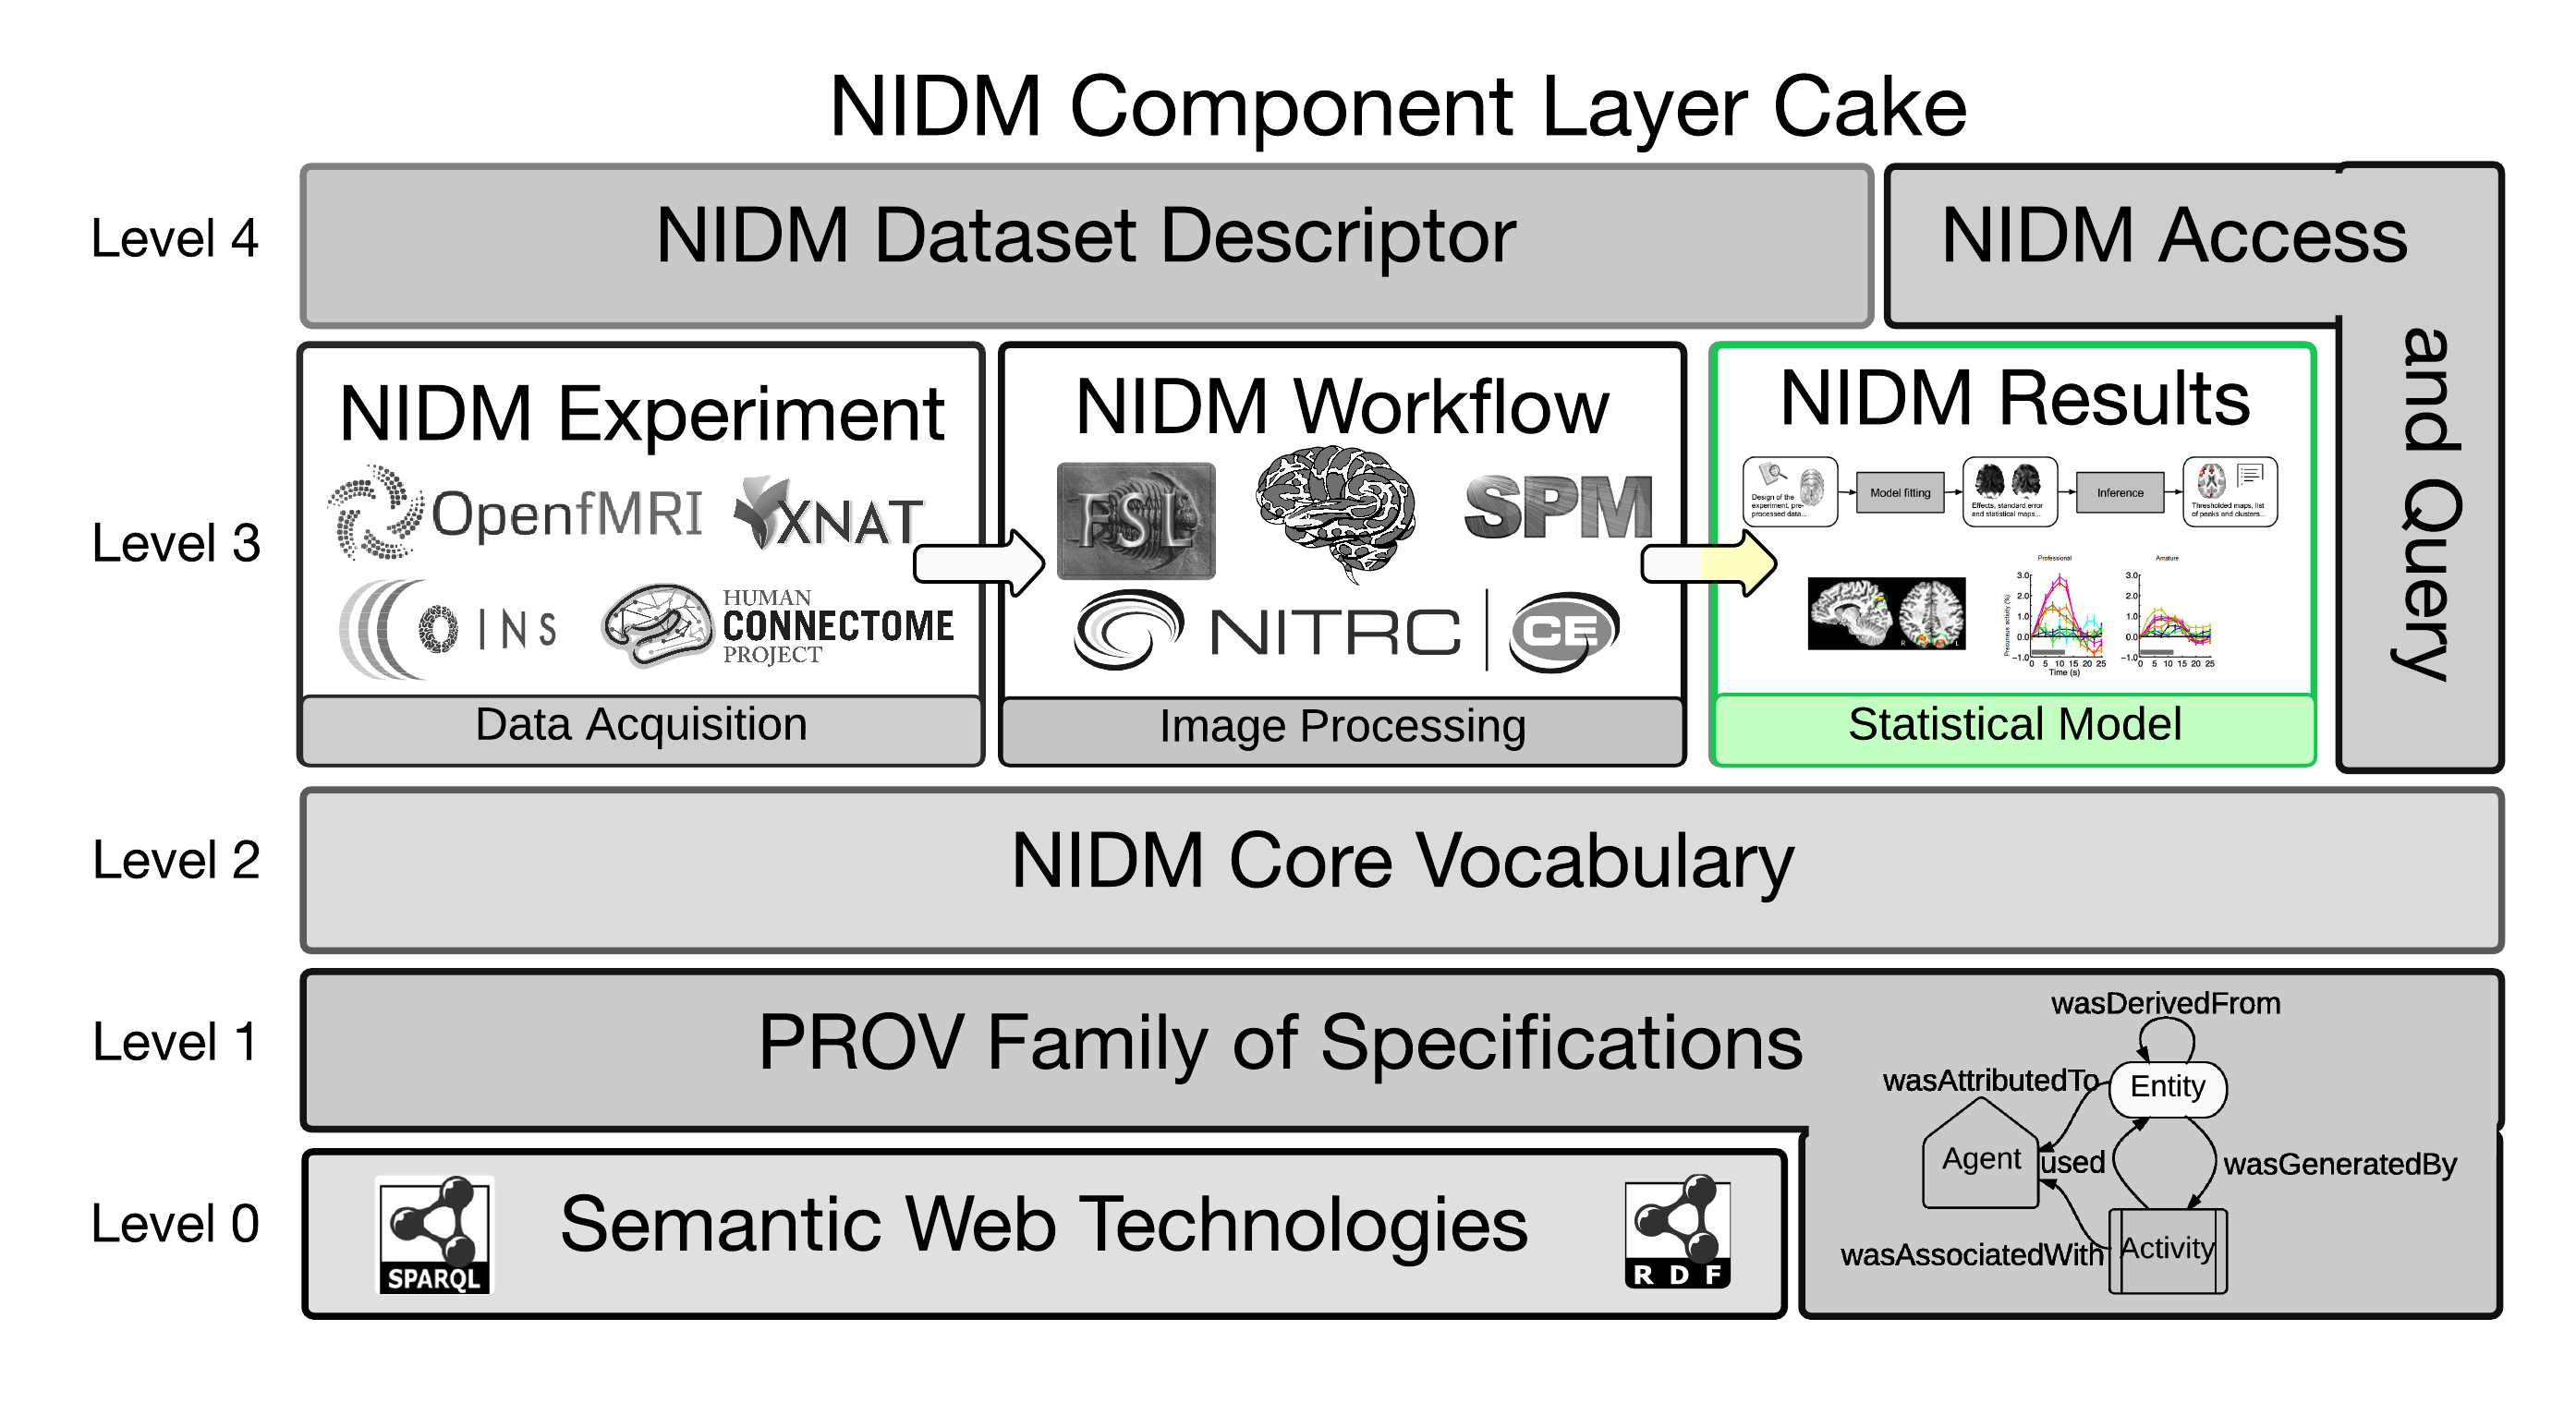 NIDM Component Layer Cake
Level 4
NIDM Dataset Descriptor
NIDM Access
and Query
Level 3
NIDM Experiment
OpenfMRI
XNAT
COINS
HUMAN
CONNECTOME
PROJECT
Data Acquisition
NIDM Workflow
FSL
SPM
NITRC
CE
Image Processing
NIDM Results
Design of the
experiment, pre-
processed data...
Model fitting
Effects, standard error
and statistical maps...
Inference
Thresholded maps, list
of peaks and clusters...
R L
Professional
Precuneus activity (%)
3.0
2.0
1.0
0.0
−1.0
0 5 10 15 20 25
Time (s)
Amature
3.0
2.0
1.0
0.0
−1.0
0 5 10 15 20 25
Statistical Model
Level 2
NIDM Core Vocabulary
Level 1
PROV Family of Specifications
wasDerivedFrom
wasAttributedTo
Entity
Agent
used
wasGeneratedBy
wasAssociatedWith
Activity
Level 0
SPARQL
Semantic Web Technologies
RDF